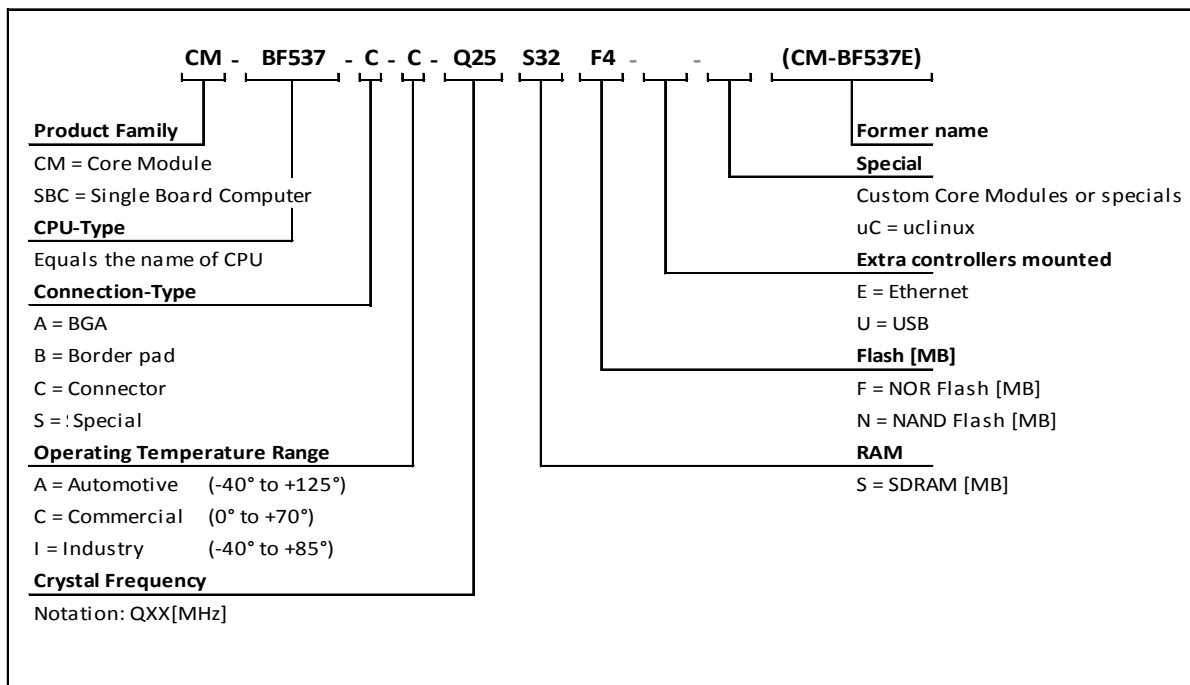 CM - BF537 - C - C - Q25 S32 F4 - - (CM-BF537E)
Product Family
CM = Core Module
SBC = Single Board Computer
CPU-Type
Equals the name of CPU
Connection-Type
A = BGA
B = Border pad
C = Connector
S = Special
Operating Temperature Range
A = Automotive (-40° to +125°)
C = Commercial (0° to +70°)
I = Industry (-40° to +85°)
Crystal Frequency
Notation: QXX[MHz]
Former name
Special
Custom Core Modules or specials
uC = uclinux
Extra controllers mounted
E = Ethernet
U = USB
Flash [MB]
F = NOR Flash [MB]
N = NAND Flash [MB]
RAM
S = SDRAM [MB]